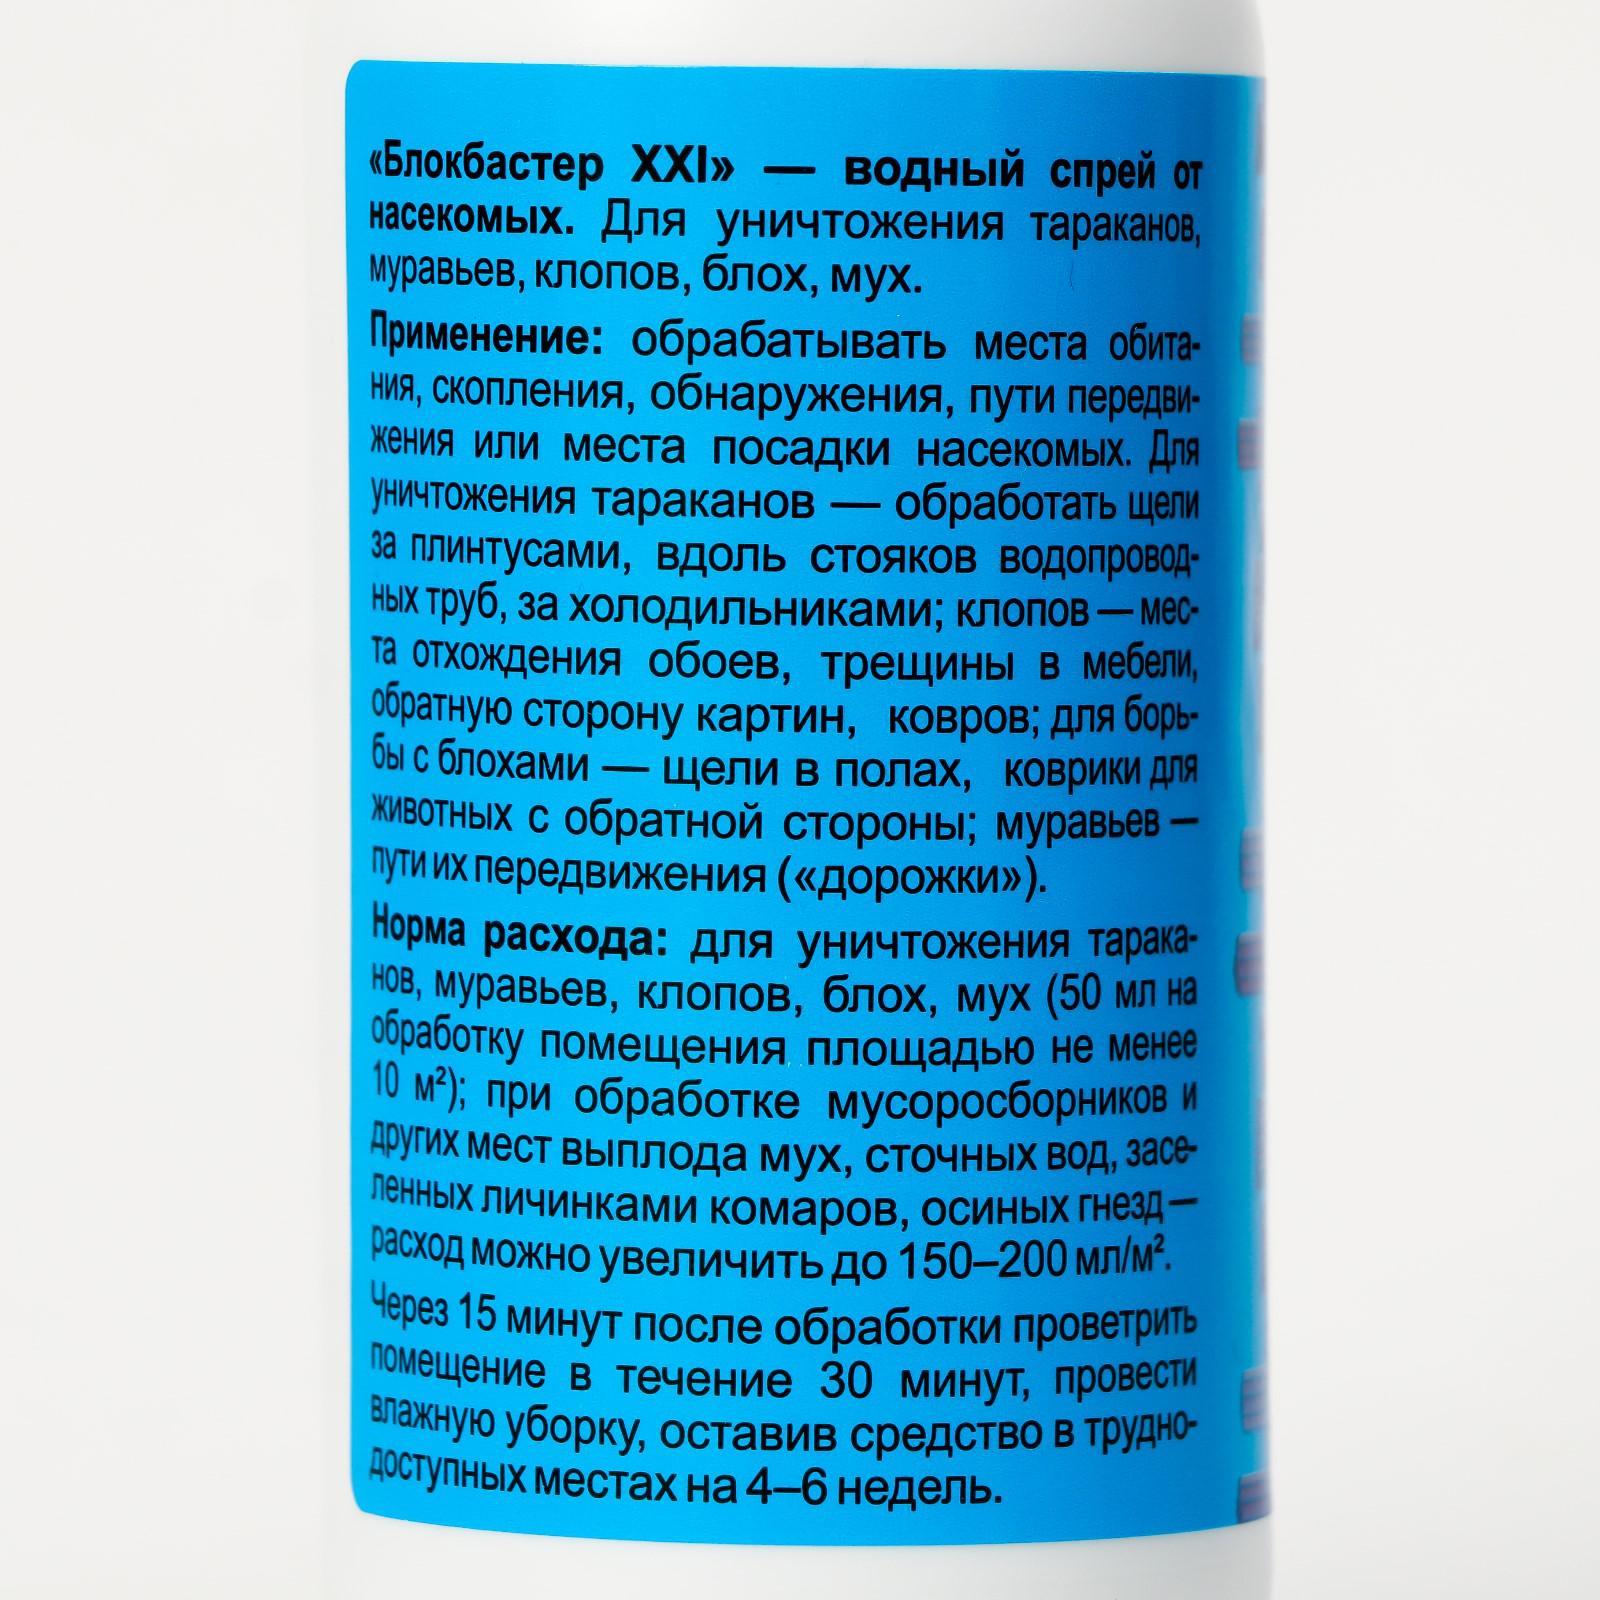 «Блокбастер XXI» — водный спрей от
насекомых. Для уничтожения тараканов,
муравьев, клопов, блох, мух.
Применение: обрабатывать места обита-
ния, скопления, обнаружения, пути передви-
жения или места посадки насекомых. Для
уничтожения тараканов — обработать щели
за плинтусами, вдоль стояков водопровод-
ных труб, за холодильниками; клопов — мес-
та отхождения обоев, трещины в мебели,
обратную сторону картин, ковров; для борь-
бы с блохами — щели в полах, коврики для
животных с обратной стороны; муравьев —
пути их передвижения («дорожки»).
Норма расхода: для уничтожения тарака-
нов, муравьев, клопов, блох, мух (50 мл на
обработку помещения площадью не менее
10 м²); при обработке мусоросборников и
других мест выплода мух, сточных вод, засе-
ленных личинками комаров, осиных гнезд —
расход можно увеличить до 150–200 мл/м².
Через 15 минут после обработки проветрить
помещение в течение 30 минут, провести
влажную уборку, оставив средство в трудно-
доступных местах на 4–6 недель.